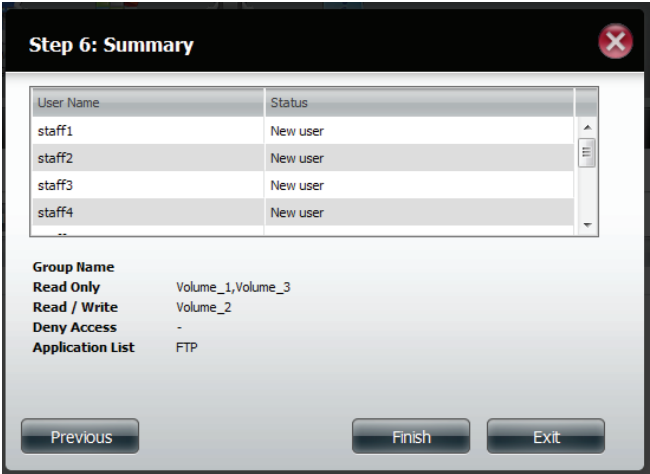 Step 6: Summary
User Name Status
staff1 New user
staff2 New user
staff3 New user
staff4 New user
Group Name
Read Only Volume_1,Volume_3
Read / Write Volume_2
Deny Access -
Application List FTP
Previous Finish Exit